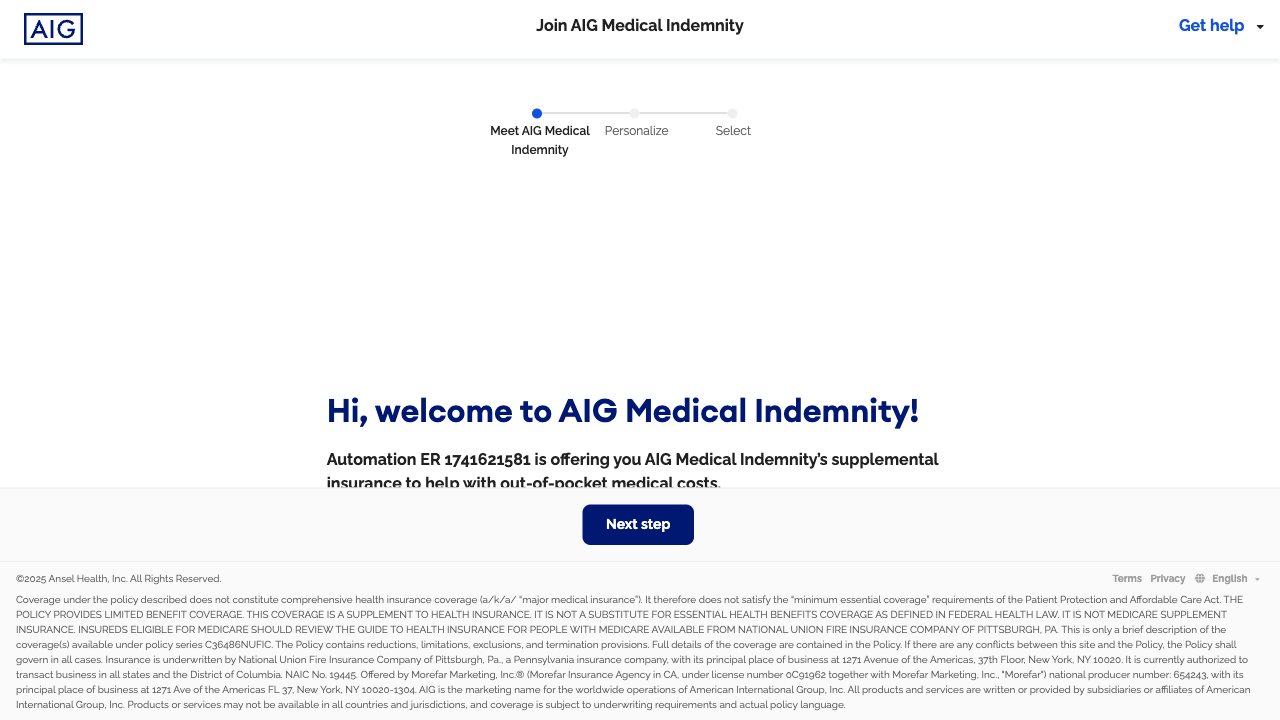 AIG
Join AIG Medical Indemnity
Get help
Meet AIG Medical
Indemnity
Personalize
Select
Hi, welcome to AIG Medical Indemnity!
Automation ER 1741621581 is offering you AIG Medical Indemnity’s supplemental
insurance to help with out-of-pocket medical costs.
Next step
©2025 Ansel Health, Inc. All Rights Reserved.
Terms Privacy English
Coverage under the policy described does not constitute comprehensive health insurance coverage (a/k/a/ “major medical insurance”). It therefore does not satisfy the “minimum essential coverage” requirements of the Patient Protection and Affordable Care Act. THE
POLICY PROVIDES LIMITED BENEFIT COVERAGE. THIS COVERAGE IS A SUPPLEMENT TO HEALTH INSURANCE. IT IS NOT A SUBSTITUTE FOR ESSENTIAL HEALTH BENEFITS COVERAGE AS DEFINED IN FEDERAL HEALTH LAW. IT IS NOT MEDICARE SUPPLEMENT
INSURANCE. INSUREDS ELIGIBLE FOR MEDICARE SHOULD REVIEW THE GUIDE TO HEALTH INSURANCE FOR PEOPLE WITH MEDICARE AVAILABLE FROM NATIONAL UNION FIRE INSURANCE COMPANY OF PITTSBURGH, PA. This is only a brief description of the
coverage(s) available under policy series C36486NUFIC. The Policy contains reductions, limitations, exclusions, and termination provisions. Full details of the coverage are contained in the Policy. If there are any conflicts between this site and the Policy, the Policy shall
govern in all cases. Insurance is underwritten by National Union Fire Insurance Company of Pittsburgh, Pa., a Pennsylvania insurance company, with its principal place of business at 1271 Avenue of the Americas, 37th Floor, New York, NY 10020. It is currently authorized to
transact business in all states and the District of Columbia. NAIC No. 19445. Offered by Morefar Marketing, Inc.® (Morefar Insurance Agency in CA, under license number 0C91962 together with Morefar Marketing, Inc., "Morefar") national producer number: 654243, with its
principal place of business at 1271 Ave of the Americas FL 37, New York, NY 10020-1304. AIG is the marketing name for the worldwide operations of American International Group, Inc. All products and services are written or provided by subsidiaries or affiliates of American
International Group, Inc. Products or services may not be available in all countries and jurisdictions, and coverage is subject to underwriting requirements and actual policy language.